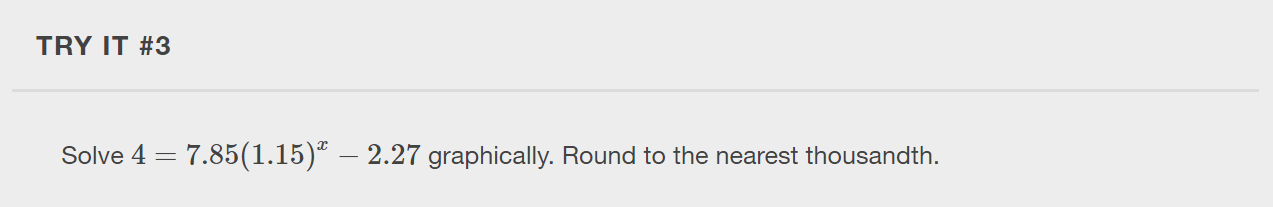 TRY IT #3
Solve 4 = 7.85(1.15)^x − 2.27 graphically. Round to the nearest thousandth.